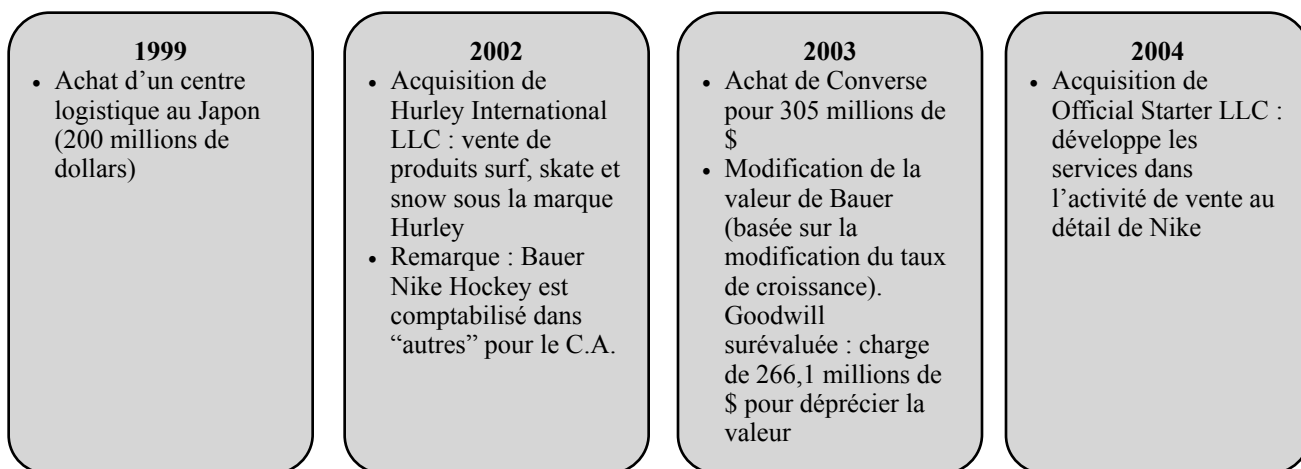 1999
• Achat d’un centre
logistique au Japon
(200 millions de
dollars)
2002
• Acquisition de
Hurley International
LLC : vente de
produits surf, skate et
snow sous la marque
Hurley
• Remarque : Bauer
Nike Hockey est
comptabilisé dans
“autres” pour le C.A.
2003
• Achat de Converse
pour 305 millions de
$
• Modification de la
valeur de Bauer
(basée sur la
modification du taux
de croissance).
Goodwill
surévaluée : charge
de 266,1 millions de
$ pour déprécier la
valeur
2004
• Acquisition de
Official Starter LLC :
développe les
services dans
l’activité de vente au
détail de Nike